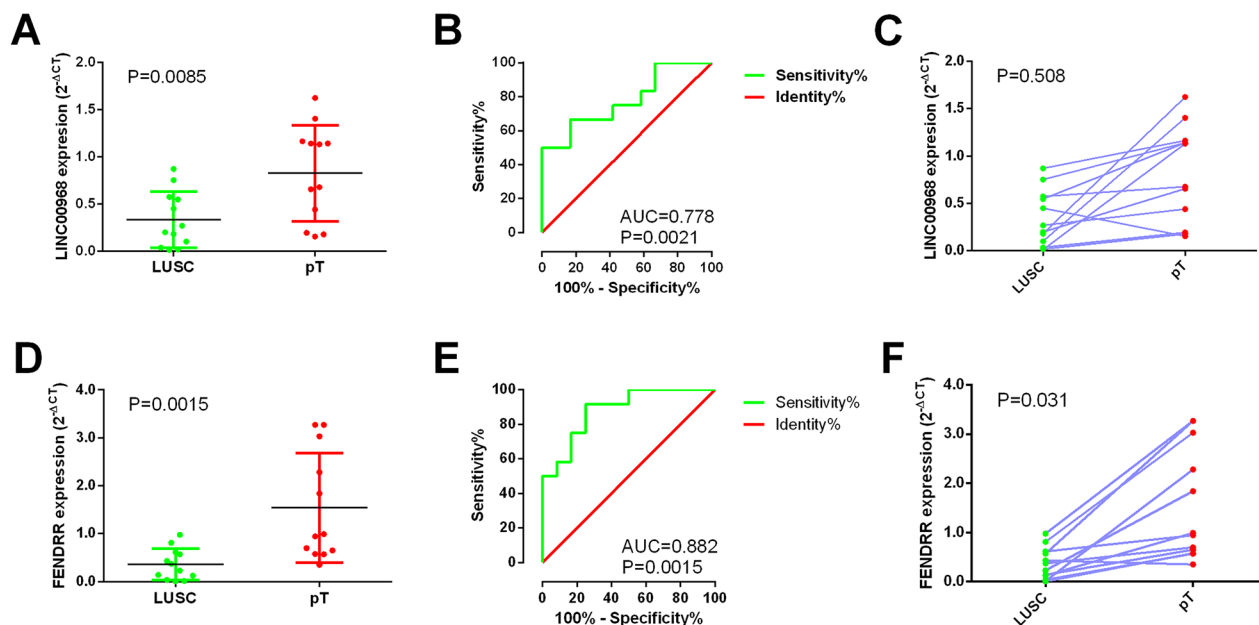 A
LINC00968 expresion (2-ΔCT)
2.0
1.5
1.0
0.5
0.0
P=0.0085
LUSC
pT
B
Sensitivity%
100
80
60
40
20
0
0 20 40 60 80 100
100% - Specificity%
AUC=0.778
P=0.0021
Sensitivity%
Identity%
C
LINC00968 expression (2-ΔCT)
2.0
1.5
1.0
0.5
0.0
P=0.508
LUSC
pT
D
FENDRR expression (2-ΔCT)
4.0
3.0
2.0
1.0
0.0
P=0.0015
LUSC
pT
E
Sensitivity%
100
80
60
40
20
0
0 20 40 60 80 100
100% - Specificity%
AUC=0.882
P=0.0015
Sensitivity%
Identity%
F
FENDRR expression (2-ΔCT)
4.0
3.0
2.0
1.0
0.0
P=0.031
LUSC
pT